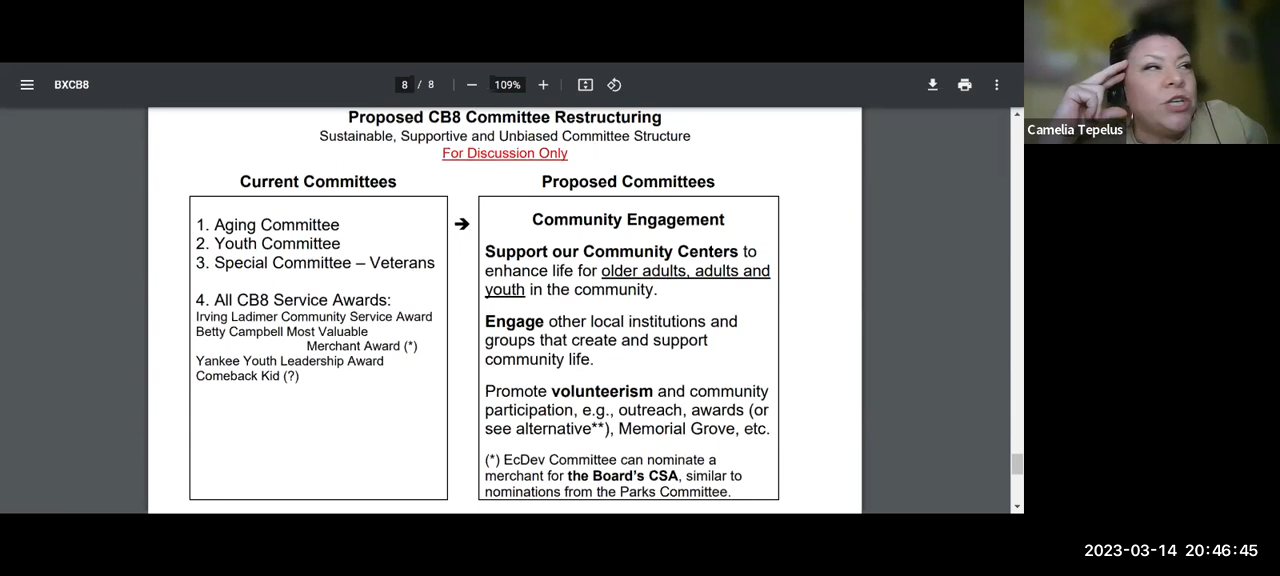 BXCB8
8 / 8
109%
Camelia Tepelus
Proposed CB8 Committee Restructuring
Sustainable, Supportive and Unbiased Committee Structure
For Discussion Only
Current Committees
1. Aging Committee
2. Youth Committee
3. Special Committee – Veterans
4. All CB8 Service Awards:
Irving Ladimer Community Service Award
Betty Campbell Most Valuable
Merchant Award (*)
Yankee Youth Leadership Award
Comeback Kid (?)
Proposed Committees
Community Engagement
Support our Community Centers to
enhance life for older adults, adults and
youth in the community.
Engage other local institutions and
groups that create and support
community life.
Promote volunteerism and community
participation, e.g., outreach, awards (or
see alternative**), Memorial Grove, etc.
(*) EcDev Committee can nominate a
merchant for the Board's CSA, similar to
nominations from the Parks Committee.
2023-03-14 20:46:45